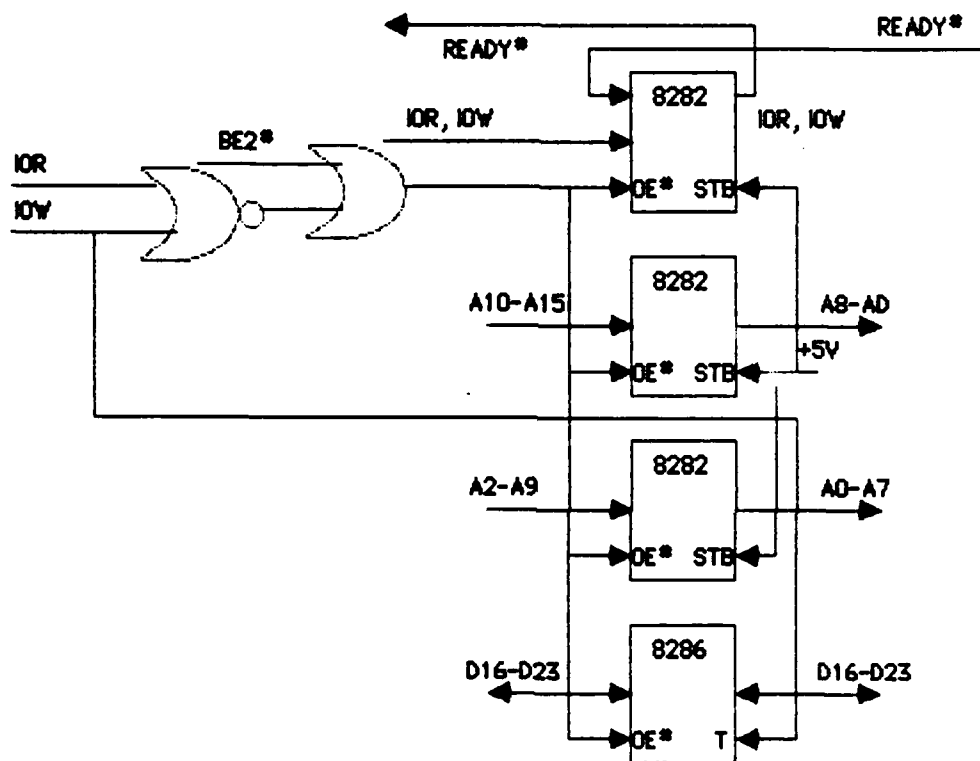 READY*
READY*
8282
IOR, IOW
IOR, IOW
BE2*
IOR
IOW
OE* STB
8282
A10-A15
A8-AD
+5V
OE* STB
8282
A2-A9
A0-A7
OE* STB
8286
D16-D23
D16-D23
OE* T